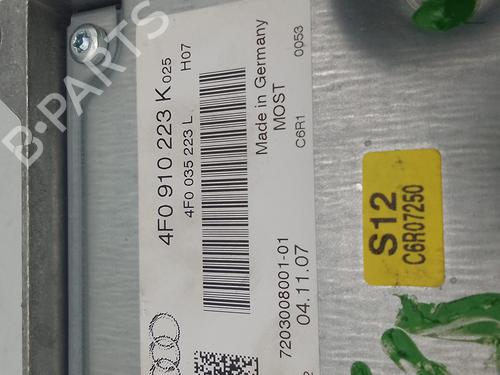 4F0 910 223 K 025 H07
4F0 035 223 L
Made in Germany
MOST
C6R1 0053
7203008001-01
04.11.07
S12
C6R07250
B-PARTS